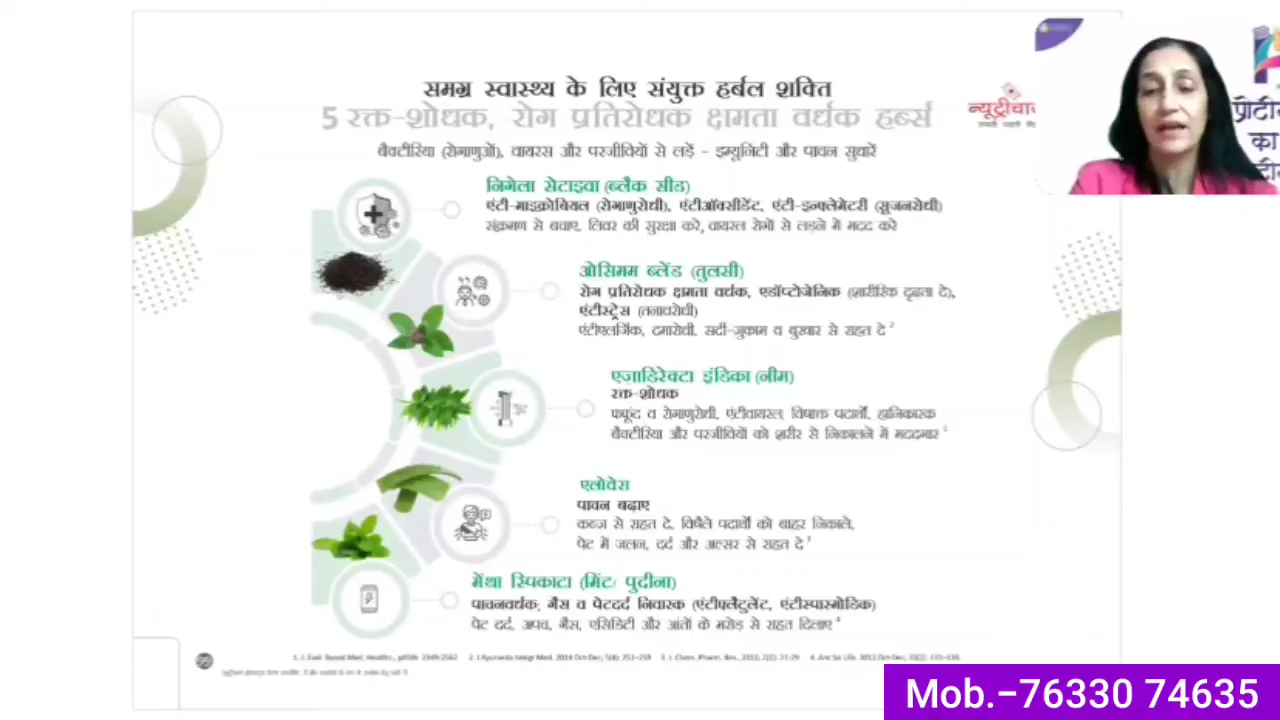 समग्र स्वास्थ्य के लिए संयुक्त हर्बल शक्ति
5 रक्त-शोधक, रोग प्रतिरोधक क्षमता वर्धक हर्ब्स
बैक्टीरिया (रोगाणुओं), वायरस और परजीवियों से लड़ें - इम्यूनिटी और पाचन सुधारें
निगेला सेटाइवा (ब्लैक सीड)
एंटी-माइक्रोबियल (रोगाणुरोधी), एंटीऑक्सीडेंट, एंटी-इन्फ्लेमेटरी (सूजनरोधी)
संक्रमण से बचाए, लिवर की सुरक्षा करे, वायरल रोगों से लड़ने में मदद करे
ओसिमम ब्लेंड (तुलसी)
रोग प्रतिरोधक क्षमता वर्धक, एडॉप्टोजेनिक (शारीरिक दृढ़ता दे),
एंटीस्ट्रेस (तनावरोधी)
एंटीएलर्जिक, दमारोधी, सर्दी-जुकाम व बुखार से राहत दे 2
एज़ाडिरेक्टा इंडिका (नीम)
रक्त-शोधक
फफूंद व रोगाणुरोधी, एंटीवायरल, विषाक्त पदार्थों, हानिकारक
बैक्टीरिया और परजीवियों को शरीर से निकालने में मददगार
एलोवेरा
पाचन बढ़ाए
कब्ज़ से राहत दे, विषैले पदार्थों को बाहर निकाले,
पेट में जलन, दर्द और अल्सर से राहत दे 3
मेंथा स्पिकाटा (मिंट/ पुदीना)
पाचनवर्धक, गैस व पेटदर्द निवारक (एंटीफ्लैटुलेंट, एंटीस्पास्मोडिक)
पेट दर्द, अपच, गैस, एसिडिटी और आंतों के मरोड़ से राहत दिलाए 4
न्यूट्रीचार
प्रोटी
का
Mob.-76330 74635